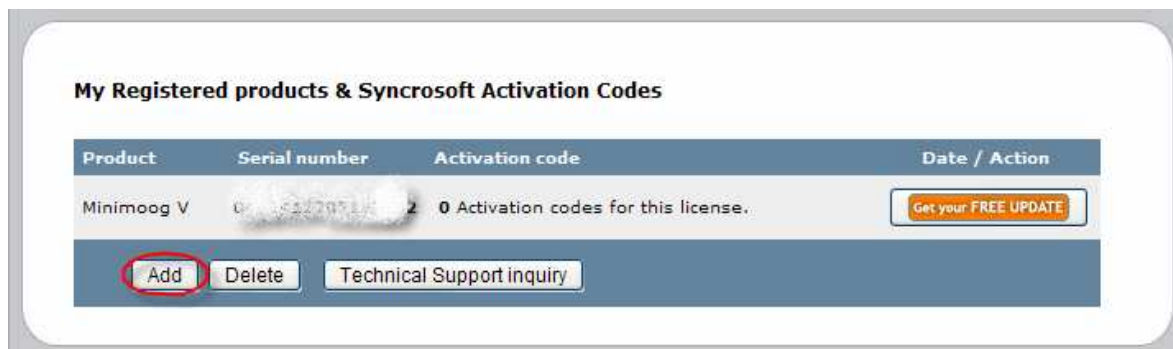 My Registered products & Syncrosoft Activation Codes
Product Serial number Activation code Date / Action
Minimoog V 2 0 Activation codes for this license. Get your FREE UPDATE
Add Delete Technical Support inquiry